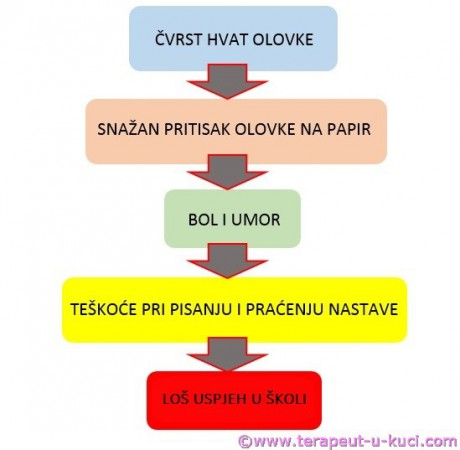 ČVRST HVAT OLOVKE
SNAŽAN PRITISAK OLOVKE NA PAPIR
BOL I UMOR
TEŠKOĆE PRI PISANJU I PRAĆENJU NASTAVE
LOŠ USPJEH U ŠKOLI
©www.terapeut-u-kuci.com